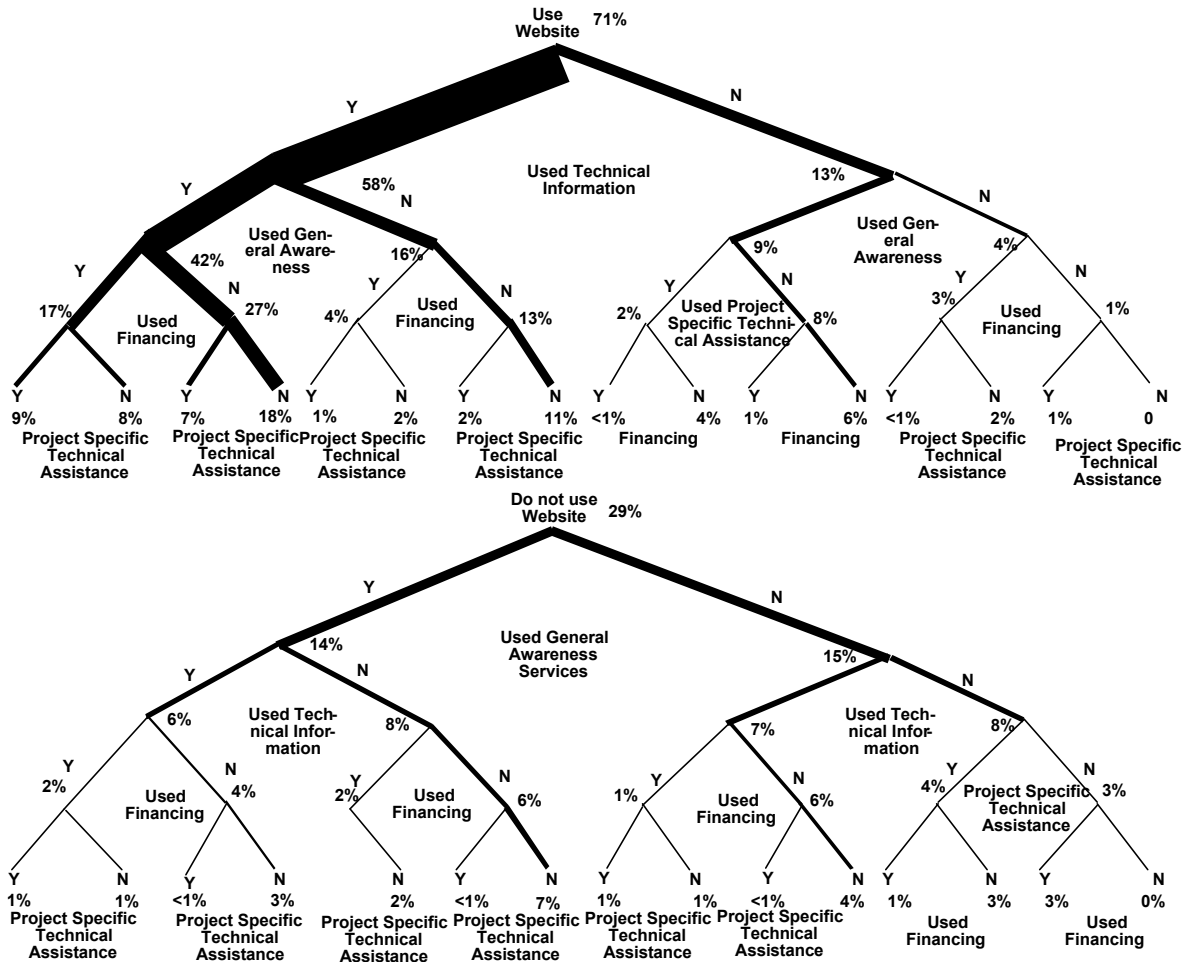 Use
Website 71%
Y N
Used Technical
Information
58% 13%
Y N N
Used Gen-
eral Aware-
ness
Used General
Awareness
42% 16% 9% 4%
Y N Y N Y N Y N
Used
Financing
Used
Financing
Used Project
Specific Techni-
cal Assistance
Used
Financing
17% 27% 4% 13% 2% 8% 3% 1%
Y N Y N Y N Y N Y N Y N Y N Y N
9% 8% 7% 18% 1% 2% 2% 11% <1% 4% 1% 6% <1% 2% 1% 0
Project Specific
Technical
Assistance
Project Specific
Technical
Assistance
Project Specific
Technical
Assistance
Project Specific
Technical
Assistance
Financing
Financing
Project Specific
Technical
Assistance
Project Specific
Technical
Assistance
Do not use
Website 29%
Y N
Used General
Awareness
Services
14% 15%
Y N N
Used Tech-
nical Infor-
mation
Used Tech-
nical Infor-
mation
6% 8% 7% 8%
Y N Y N Y N Y N
Used
Financing
Used
Financing
Used
Financing
Project Specific
Technical
Assistance
2% 4% 2% 6% 1% 6% 4% 3%
Y N Y N N Y N Y N Y N Y N Y N
1% 1% <1% 3% 2% <1% 7% 1% 1% <1% 4% 1% 3% 3% 0%
Project Specific
Technical
Assistance
Project Specific
Technical
Assistance
Project Specific
Technical
Assistance
Project Specific
Technical
Assistance
Project Specific
Technical
Assistance
Project Specific
Technical
Assistance
Used
Financing
Used
Financing